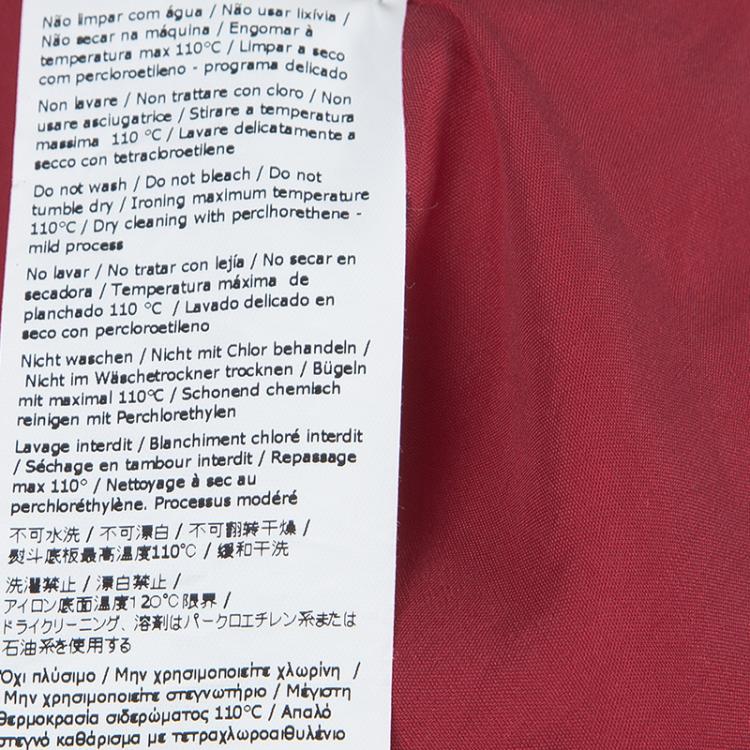 Não limpar com água / Não usar lixívia /
Não secar na máquina / Engomar à
temperatura max 110°C / Limpar a seco
com percloroetileno - programa delicado
Non lavare / Non trattare con cloro / Non
usare asciugatrice / Stirare a temperatura
massima 110 °C / Lavare delicatamente a
secco con tetracloroetilene
Do not wash / Do not bleach / Do not
tumble dry / Ironing maximum temperature
110°C / Dry cleaning with perclhorethene -
mild process
No lavar / No tratar con lejía / No secar en
secadora / Temperatura máxima de
planchado 110 °C / Lavado delicado en
seco con percloroetileno
Nicht waschen / Nicht mit Chlor behandeln /
Nicht im Wäschetrockner trocknen / Bügeln
mit maximal 110°C / Schonend chemisch
reinigen mit Perchlorethylen
Lavage interdit / Blanchiment chloré interdit
/ Séchage en tambour interdit / Repassage
max 110° / Nettoyage à sec au
perchloréthylène. Processus modéré
不可水洗 / 不可漂白 / 不可翻转干燥 /
熨斗底板最高温度110°C / 缓和干洗
洗濯禁止 / 漂白禁止 /
アイロン底面温度120°C限界 /
ドライクリーニング、溶剤はパークロエチレン系または
石油系を使用する
Όχι πλύσιμο / Μην χρησιμοποιείτε χλωρίνη /
Μην χρησιμοποιείτε στεγνωτήριο / Μέγιστη
θερμοκρασία σιδερώματος 110°C / Απαλό
στεγνό καθάρισμα με τετραχλωροαιθυλένιο